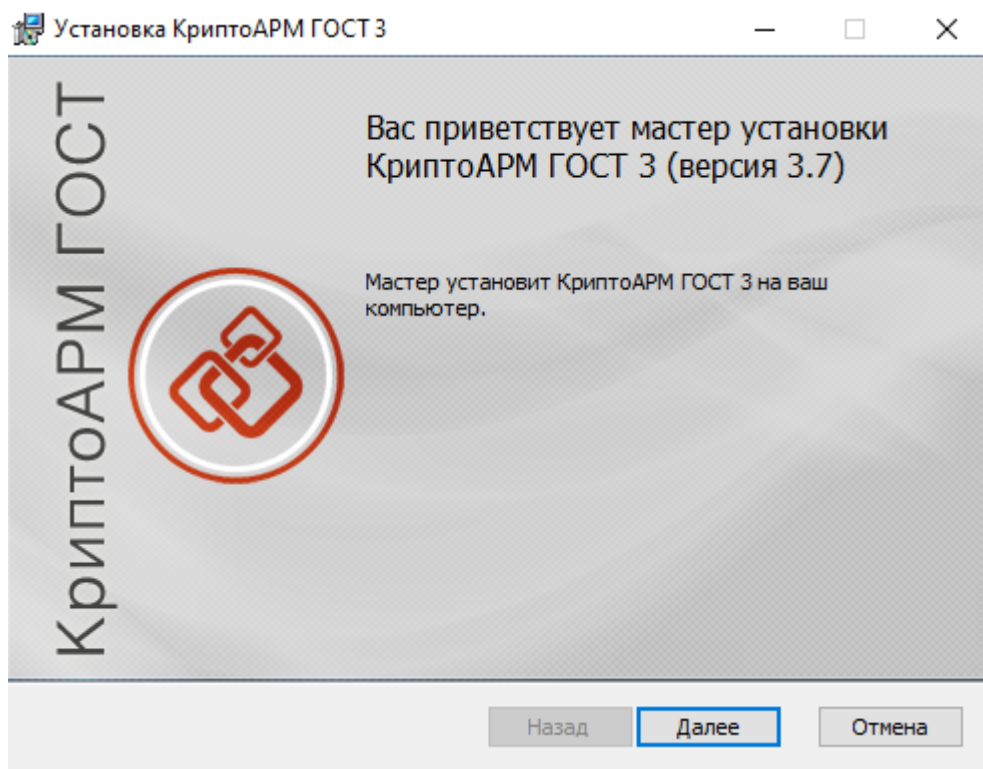 Установка КриптоАРМ ГОСТ 3
КриптоАРМ ГОСТ
Вас приветствует мастер установки
КриптоАРМ ГОСТ 3 (версия 3.7)
Мастер установит КриптоАРМ ГОСТ 3 на ваш
компьютер.
Назад
Далее
Отмена